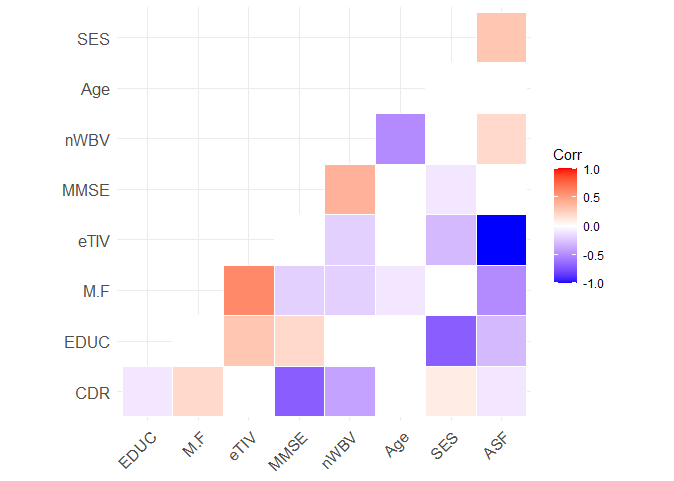 SES
Age
nWBV
MMSE
eTIV
M.F
EDUC
CDR
EDUC
M.F
eTIV
MMSE
nWBV
Age
SES
ASF
Corr
1.0
0.5
0.0
-0.5
-1.0